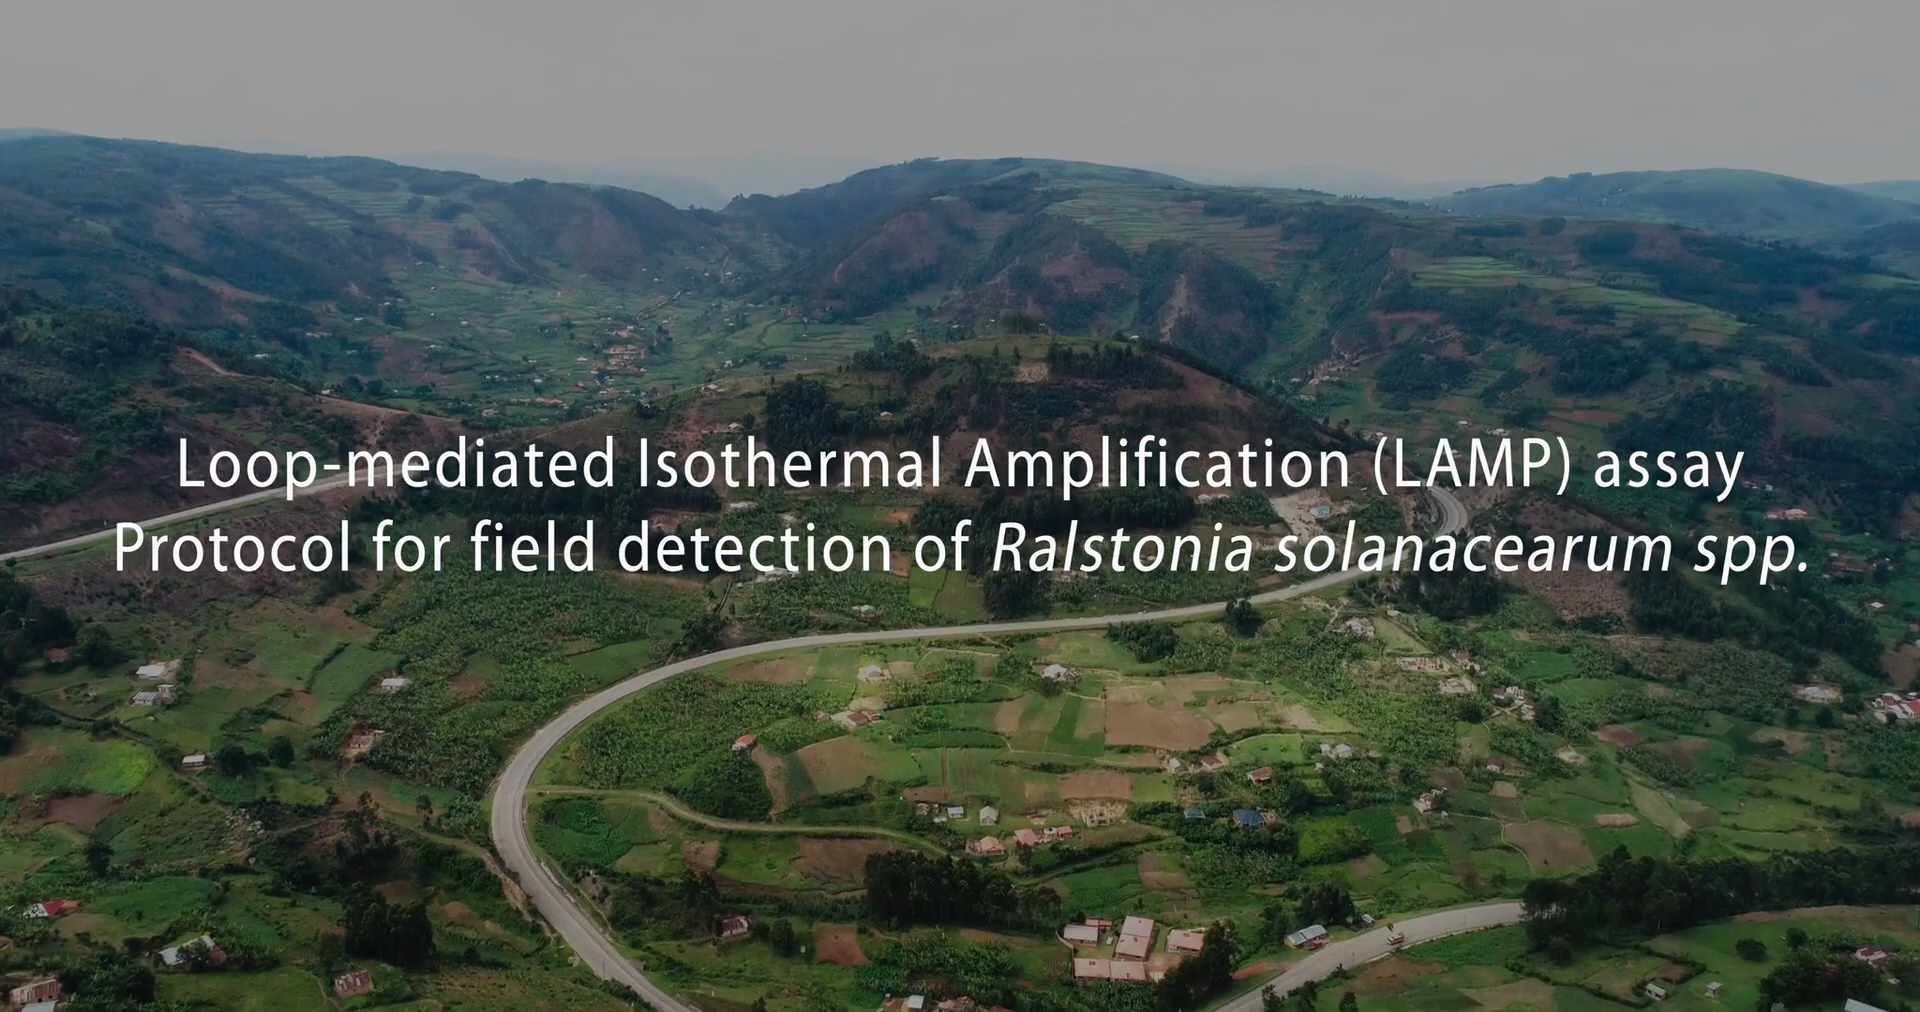 Loop-mediated Isothermal Amplification (LAMP) assay
Protocol for field detection of Ralstonia solanacearum spp.